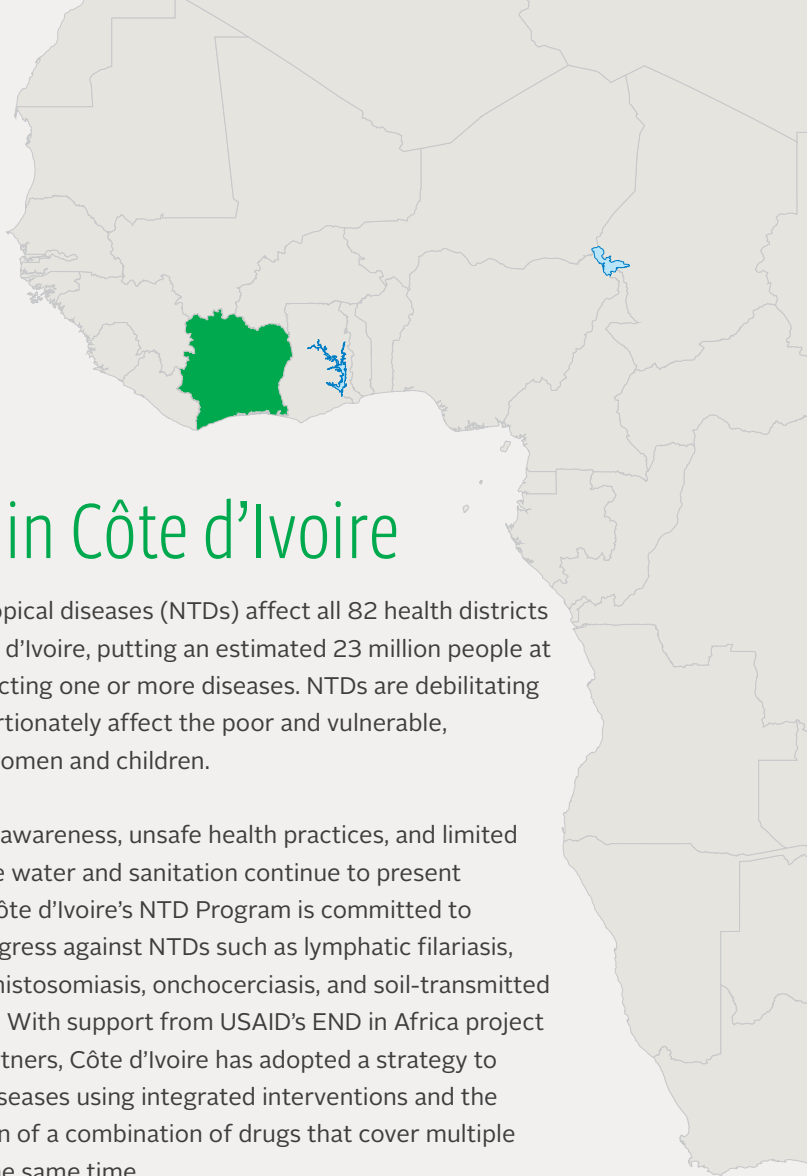 in Côte d’Ivoire
opical diseases (NTDs) affect all 82 health districts
d’Ivoire, putting an estimated 23 million people at
cting one or more diseases. NTDs are debilitating
rtionately affect the poor and vulnerable,
omen and children.
awareness, unsafe health practices, and limited
e water and sanitation continue to present
ôte d’Ivoire’s NTD Program is committed to
gress against NTDs such as lymphatic filariasis,
histosomiasis, onchocerciasis, and soil-transmitted
. With support from USAID’s END in Africa project
tners, Côte d’Ivoire has adopted a strategy to
seases using integrated interventions and the
n of a combination of drugs that cover multiple
he same time.